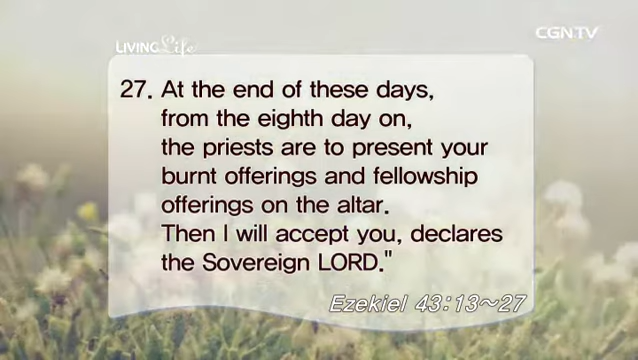 LIVING Life
CGNTV
27. At the end of these days,
from the eighth day on,
the priests are to present your
burnt offerings and fellowship
offerings on the altar.
Then I will accept you, declares
the Sovereign LORD."
Ezekiel 43:13~27